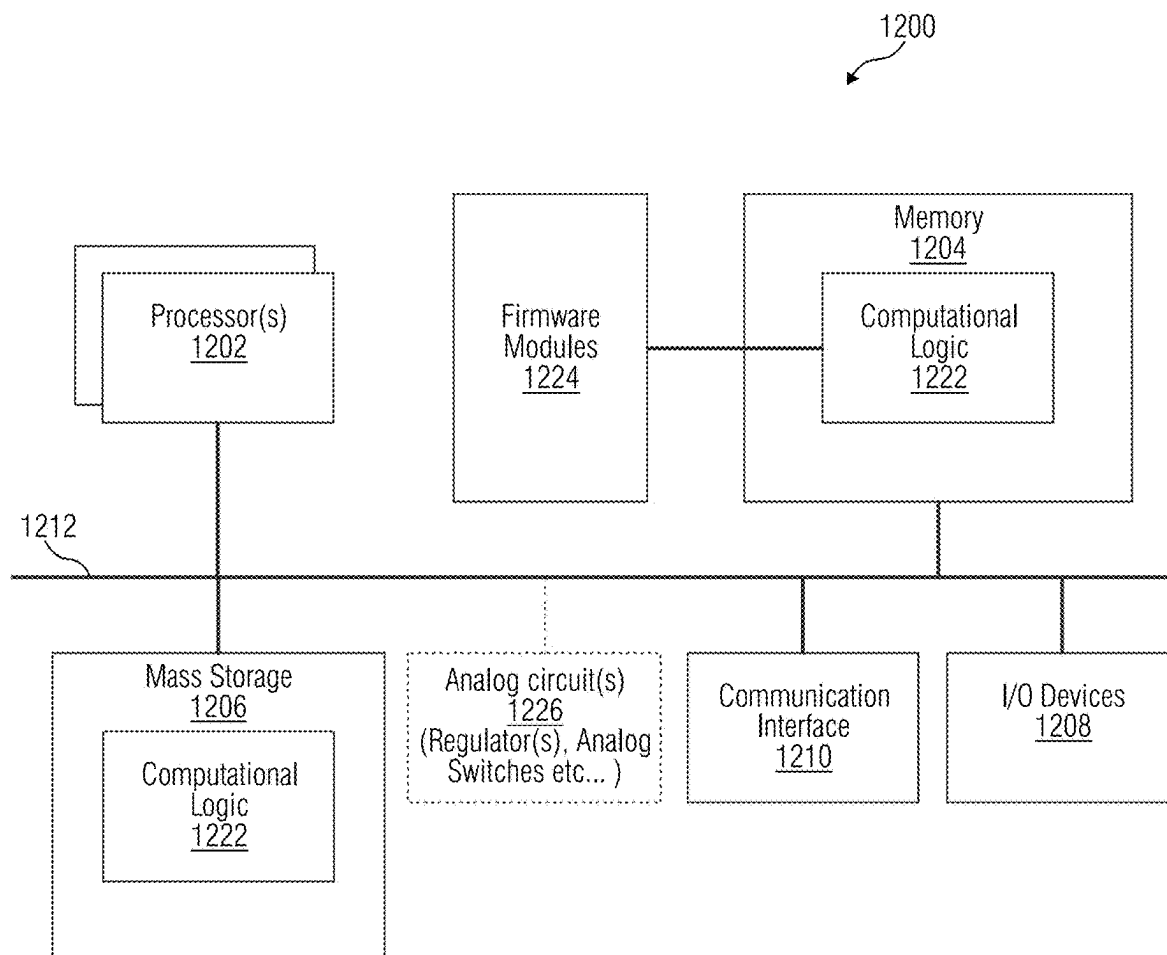 1200
Processor(s)
1202
Firmware
Modules
1224
Memory
1204
Computational
Logic
1222
1212
Mass Storage
1206
Computational
Logic
1222
Analog circuit(s)
1226
(Regulator(s), Analog
Switches etc... )
Communication
Interface
1210
I/O Devices
1208